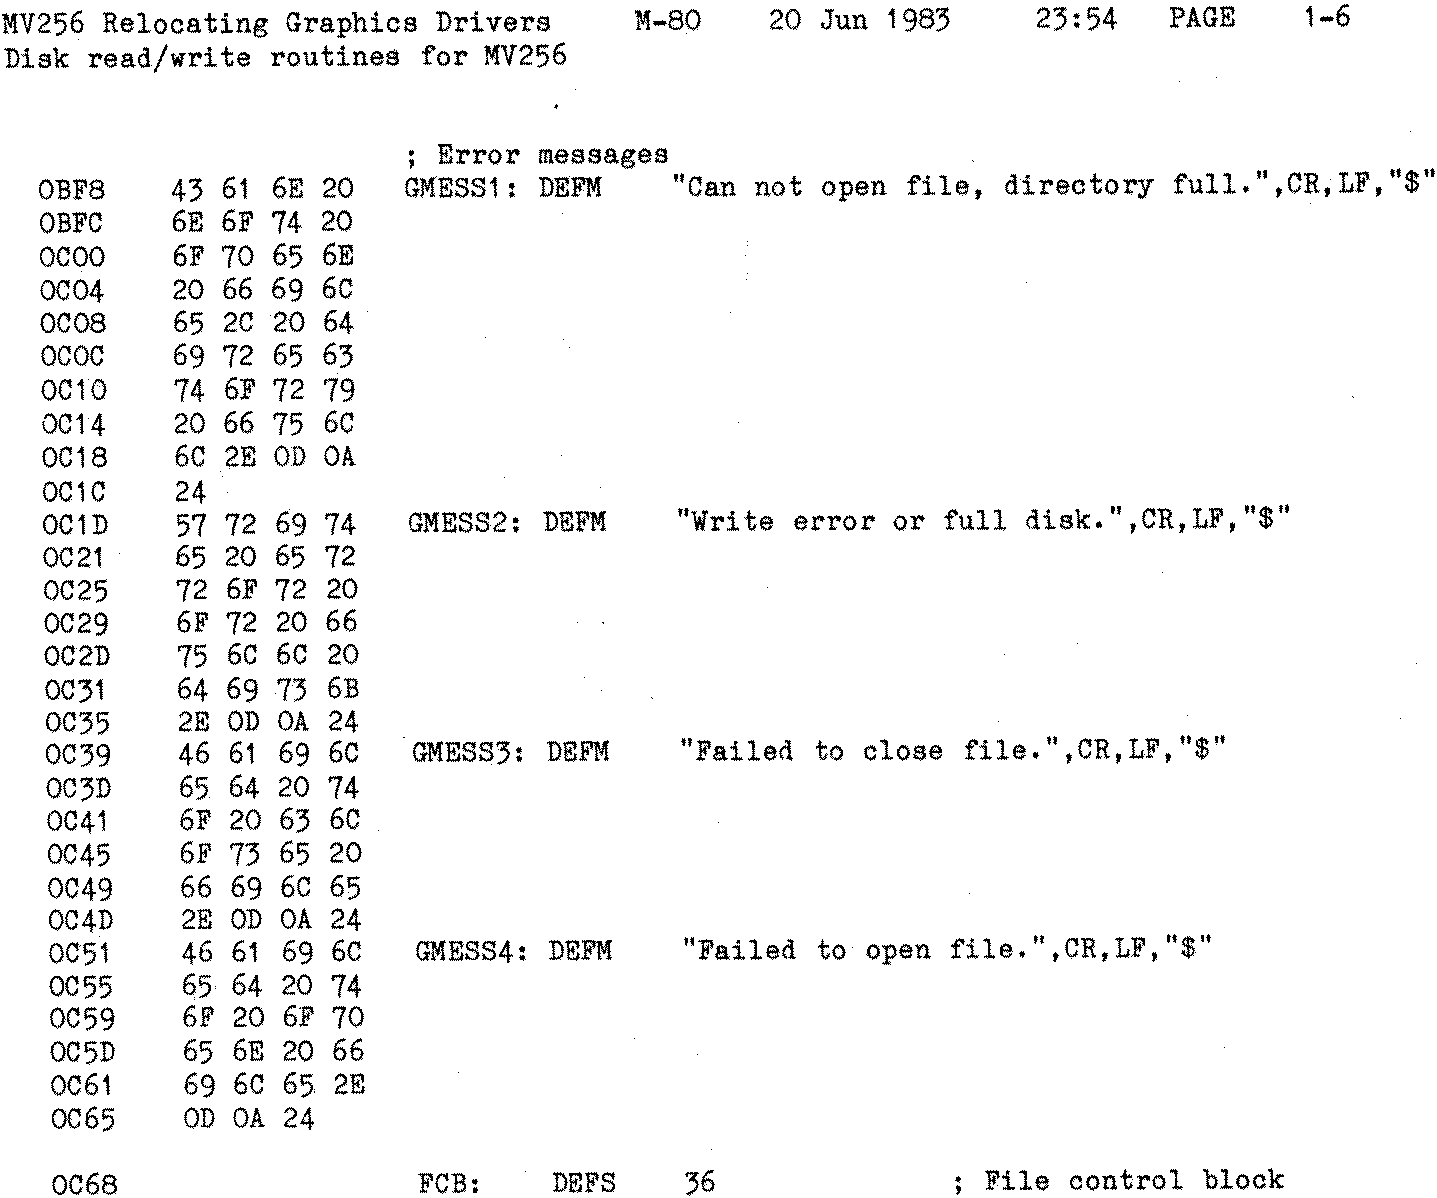 MV256 Relocating Graphics Drivers     M-80    20 Jun 1983     23:54   PAGE    1-6
Disk read/write routines for MV256
; Error messages
0BF8    43 61 6E 20   GMESS1: DEFM    "Can not open file, directory full.",CR,LF,"$"
0BFC    6E 6F 74 20
0C00    6F 70 65 6E
0C04    20 66 69 6C
0C08    65 2C 20 64
0C0C    69 72 65 63
0C10    74 6F 72 79
0C14    20 66 75 6C
0C18    6C 2E 0D 0A
0C1C    24
0C1D    57 72 69 74   GMESS2: DEFM    "Write error or full disk.",CR,LF,"$"
0C21    65 20 65 72
0C25    72 6F 72 20
0C29    6F 72 20 66
0C2D    75 6C 6C 20
0C31    64 69 73 6B
0C35    2E 0D 0A 24
0C39    46 61 69 6C   GMESS3: DEFM    "Failed to close file.",CR,LF,"$"
0C3D    65 64 20 74
0C41    6F 20 63 6C
0C45    6F 73 65 20
0C49    66 69 6C 65
0C4D    2E 0D 0A 24
0C51    46 61 69 6C   GMESS4: DEFM    "Failed to open file.",CR,LF,"$"
0C55    65 64 20 74
0C59    6F 20 6F 70
0C5D    65 6E 20 66
0C61    69 6C 65 2E
0C65    0D 0A 24
0C68                  FCB:    DEFS    36              ; File control block